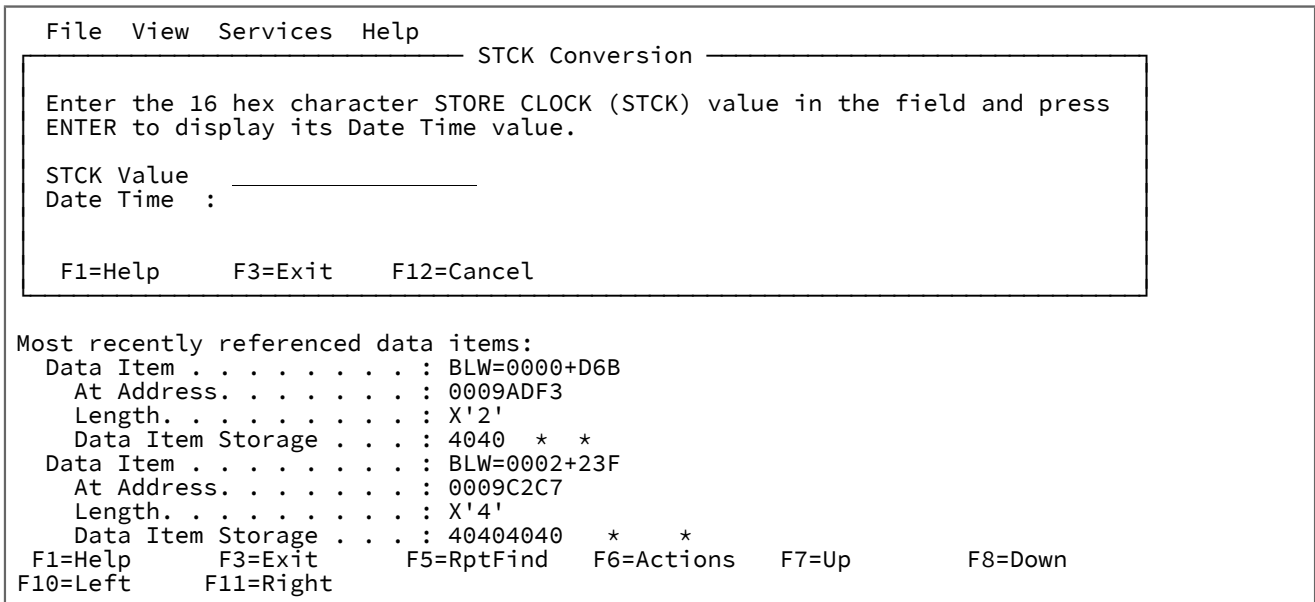 File  View  Services  Help
STCK Conversion
Enter the 16 hex character STORE CLOCK (STCK) value in the field and press
ENTER to display its Date Time value.
STCK Value  _________________
Date Time  :
F1=Help     F3=Exit    F12=Cancel
Most recently referenced data items:
  Data Item . . . . . . . . : BLW=0000+D6B
    At Address. . . . . . . : 0009ADF3
    Length. . . . . . . . . : X'2'
    Data Item Storage . . . : 4040  *  *
  Data Item . . . . . . . . : BLW=0002+23F
    At Address. . . . . . . : 0009C2C7
    Length. . . . . . . . . : X'4'
    Data Item Storage . . . : 40404040   *    *
F1=Help      F3=Exit      F5=RptFind   F6=Actions   F7=Up          F8=Down
F10=Left     F11=Right